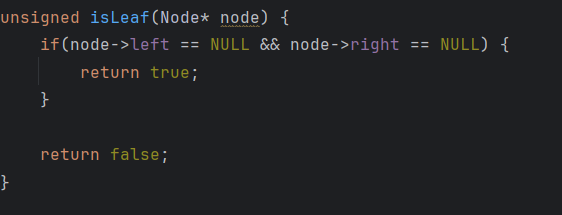 unsigned isLeaf(Node* node) {
    if(node->left == NULL && node->right == NULL) {
        return true;
    }

    return false;
}